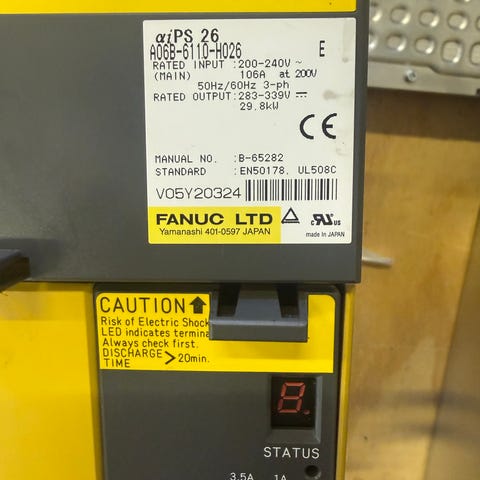 αiPS 26
A06B-6110-H026 E
RATED INPUT :200-240V ~
(MAIN) 106A at 200V
50Hz/60Hz 3-ph
RATED OUTPUT :283-339V
29.8kW
CE
MANUAL NO. :B-65282
STANDARD :EN50178, UL508C
V05Y20324
FANUC LTD
Yamanashi 401-0597 JAPAN
c US
made in JAPAN
CAUTION
Risk of Electric Shock
LED indicates
Always check first.
DISCHARGE TIME >20min.
8.
STATUS
3.5A 1A